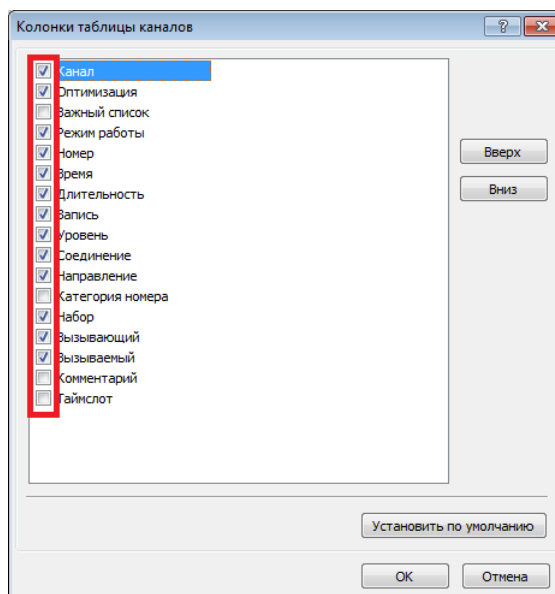 Колонки таблицы каналов
Канал
Оптимизация
Важный список
Режим работы
Номер
Время
Длительность
Запись
Уровень
Соединение
Направление
Категория номера
Набор
Вызывающий
Вызываемый
Комментарий
Таймслот
Вверх
Вниз
Установить по умолчанию
OK
Отмена